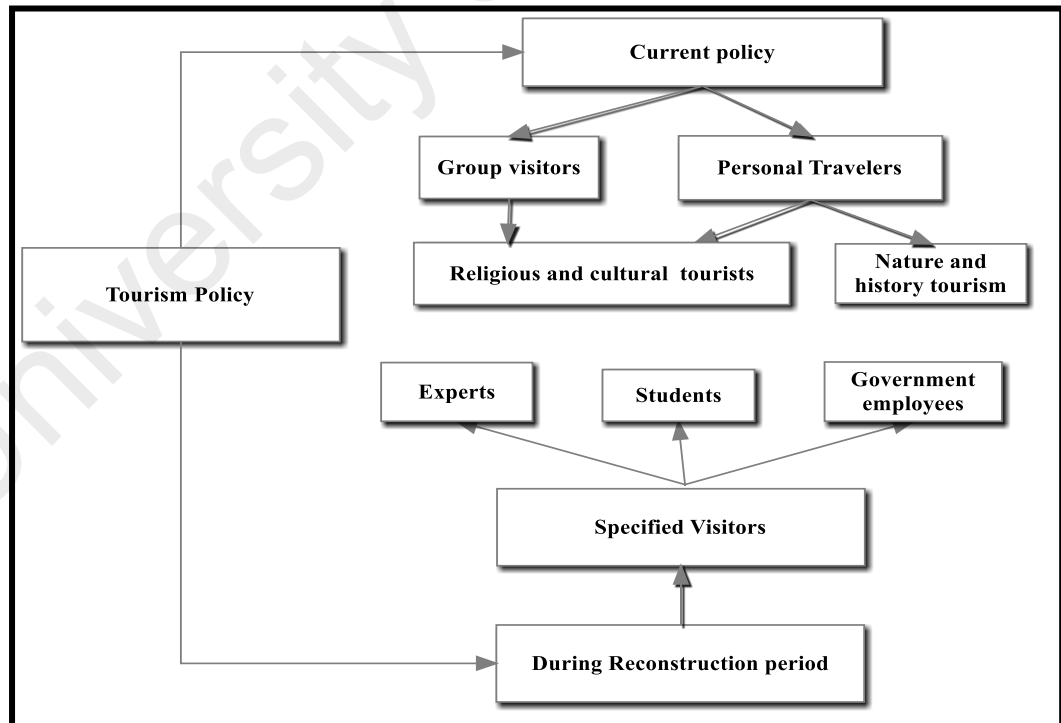 University
Current policy
Group visitors
Personal Travelers
Religious and cultural tourists
Nature and
history tourism
Tourism Policy
Experts
Students
Government
employees
Specified Visitors
During Reconstruction period